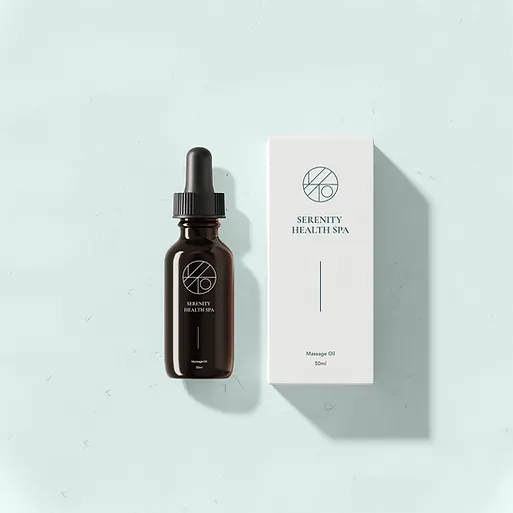 SERENITY
HEALTH SPA
Massage Oil
50ml
SERENITY
HEALTH SPA
Massage Oil
50ml